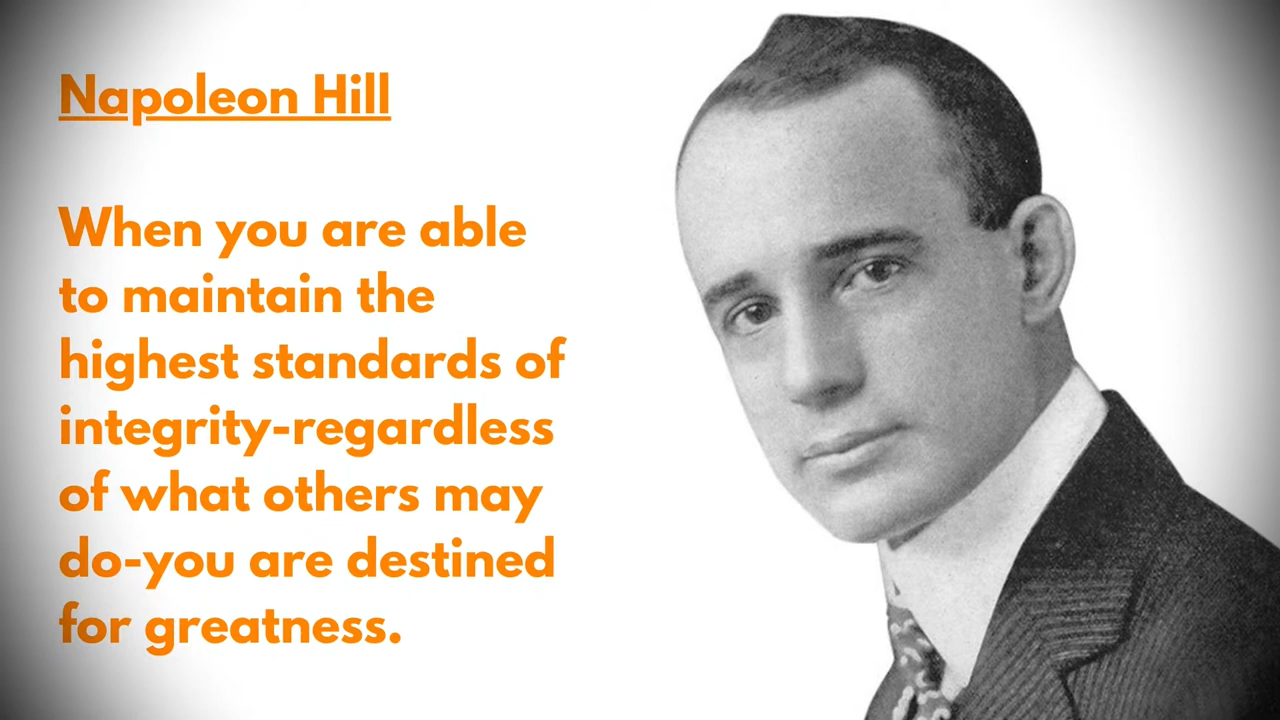 Napoleon Hill
When you are able
to maintain the
highest standards of
integrity-regardless
of what others may
do-you are destined
for greatness.